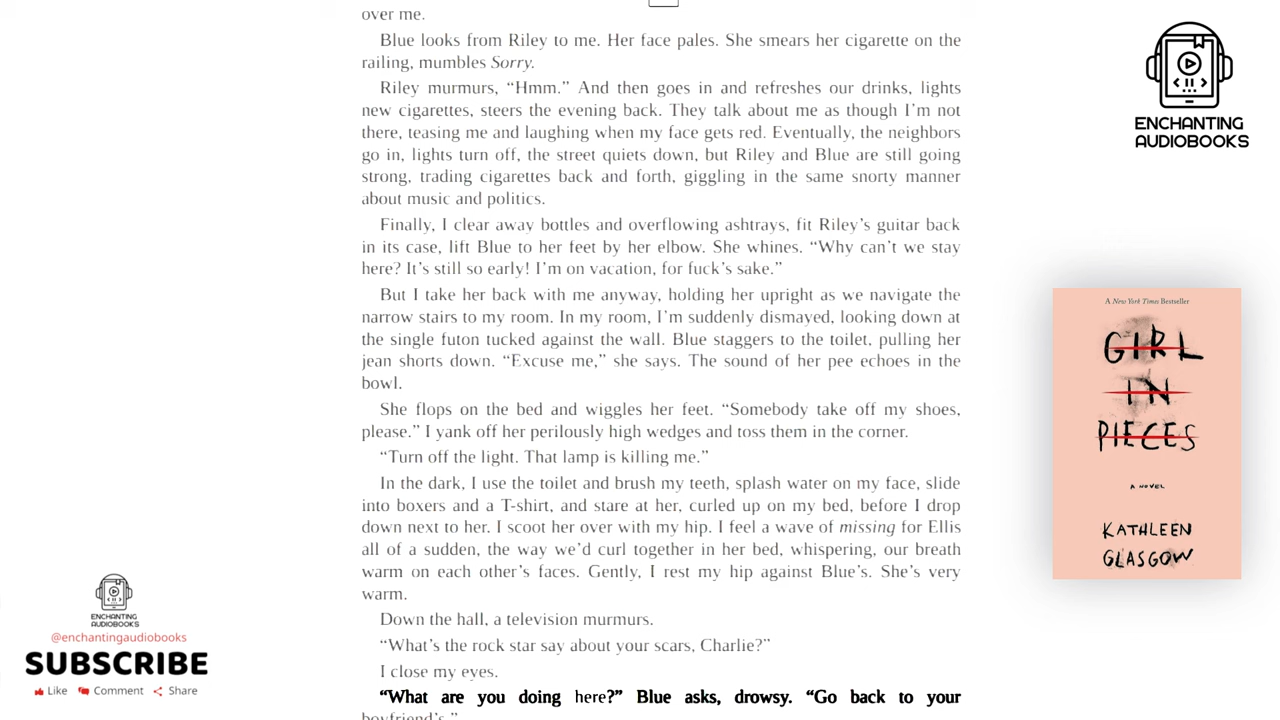 over me.
Blue looks from Riley to me. Her face pales. She smears her cigarette on the
railing, mumbles Sorry.
Riley murmurs, “Hmm.” And then goes in and refreshes our drinks, lights
new cigarettes, steers the evening back. They talk about me as though I’m not
there, teasing me and laughing when my face gets red. Eventually, the neighbors
go in, lights turn off, the street quiets down, but Riley and Blue are still going
strong, trading cigarettes back and forth, giggling in the same snorty manner
about music and politics.
Finally, I clear away bottles and overflowing ashtrays, fit Riley’s guitar back
in its case, lift Blue to her feet by her elbow. She whines. “Why can’t we stay
here? It’s still so early! I’m on vacation, for fuck’s sake.”
But I take her back with me anyway, holding her upright as we navigate the
narrow stairs to my room. In my room, I’m suddenly dismayed, looking down at
the single futon tucked against the wall. Blue staggers to the toilet, pulling her
jean shorts down. “Excuse me,” she says. The sound of her pee echoes in the
bowl.
She flops on the bed and wiggles her feet. “Somebody take off my shoes,
please.” I yank off her perilously high wedges and toss them in the corner.
“Turn off the light. That lamp is killing me.”
In the dark, I use the toilet and brush my teeth, splash water on my face, slide
into boxers and a T-shirt, and stare at her, curled up on my bed, before I drop
down next to her. I scoot her over with my hip. I feel a wave of missing for Ellis
all of a sudden, the way we’d curl together in her bed, whispering, our breath
warm on each other’s faces. Gently, I rest my hip against Blue’s. She’s very
warm.
Down the hall, a television murmurs.
“What’s the rock star say about your scars, Charlie?”
I close my eyes.
“What are you doing here?” Blue asks, drowsy. “Go back to your
boyfriend’s.”
ENCHANTING
AUDIOBOOKS
A New York Times Bestseller
GIRL
IN
PIECES
A NOVEL
KATHLEEN
GLASGOW
ENCHANTING
AUDIOBOOKS
@enchantingaudiobooks
SUBSCRIBE
Like Comment Share